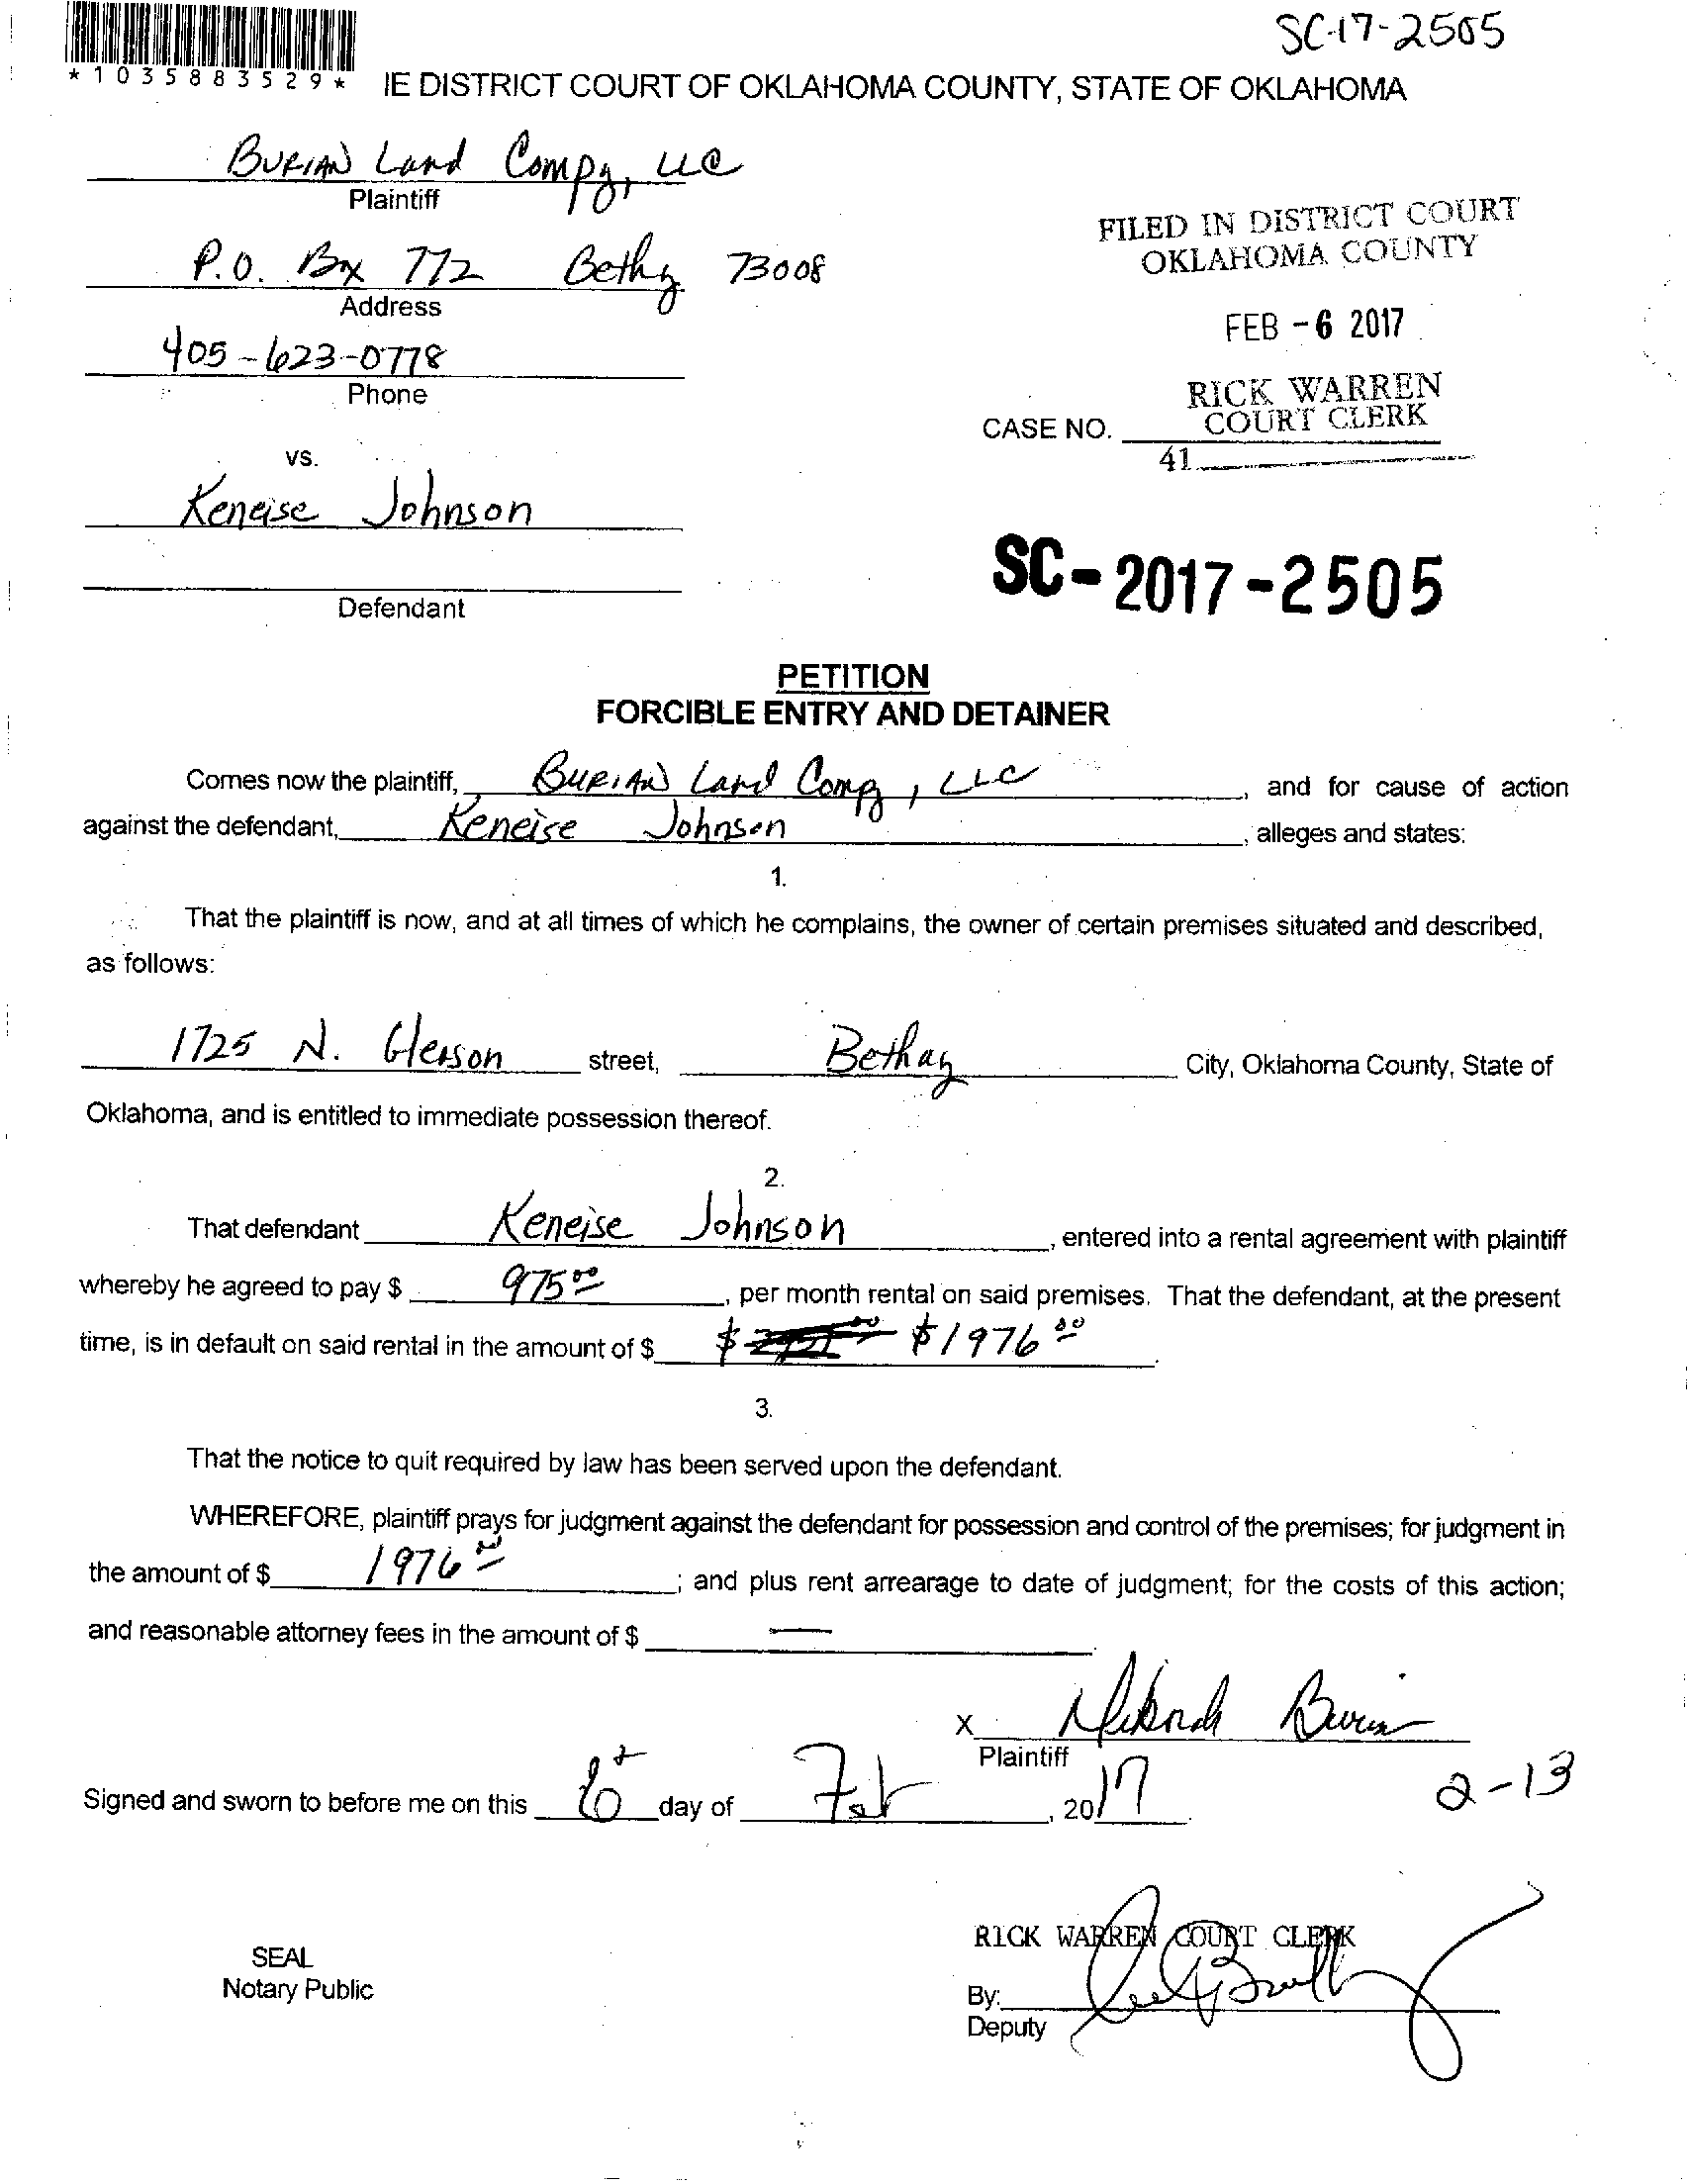 SC-17-2505
*1035883529*
IE DISTRICT COURT OF OKLAHOMA COUNTY, STATE OF OKLAHOMA
BURIAN Land Compy, LLC
Plaintiff
P.O. Bx 772 Bethy 73008
Address
405-623-0778
Phone
FILED IN DISTRICT COURT
OKLAHOMA COUNTY
FEB -6 2017
RICK WARREN
COURT CLERK
CASE NO.
41
vs.
Keneise Johnson
Defendant
SC-2017-2505
PETITION
FORCIBLE ENTRY AND DETAINER
Comes now the plaintiff, BURIAN Land Compy, LLC, and for cause of action
against the defendant, Keneise Johnson, alleges and states:
1.
That the plaintiff is now, and at all times of which he complains, the owner of certain premises situated and described,
as follows:
1725 N. Gleason street, Bethany City, Oklahoma County, State of
Oklahoma, and is entitled to immediate possession thereof.
2.
That defendant Keneise Johnson, entered into a rental agreement with plaintiff
whereby he agreed to pay $ 975.00, per month rental on said premises. That the defendant, at the present
time, is in default on said rental in the amount of $ $ $1976.00.
3.
That the notice to quit required by law has been served upon the defendant.
WHEREFORE, plaintiff prays for judgment against the defendant for possession and control of the premises; for judgment in
the amount of $ 1976; and plus rent arrearage to date of judgment; for the costs of this action;
and reasonable attorney fees in the amount of $ —
X
Plaintiff
Signed and sworn to before me on this 6 day of Feb, 2017
2-13
RICK WARREN COURT CLERK
SEAL
Notary Public
By:
Deputy